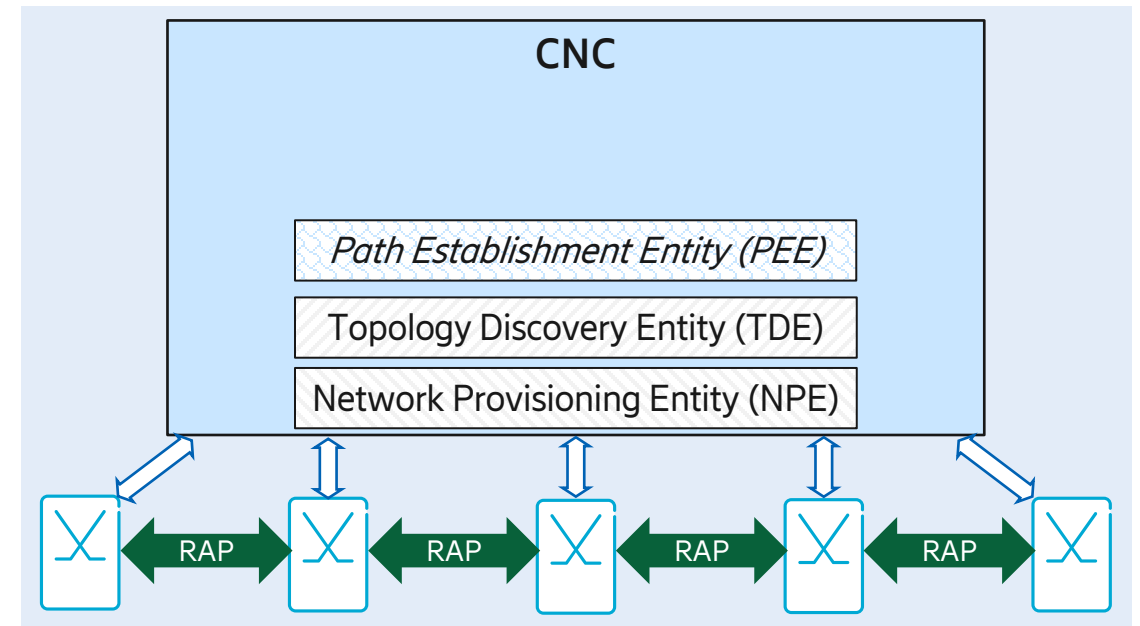 CNC
Path Establishment Entity (PEE)
Topology Discovery Entity (TDE)
Network Provisioning Entity (NPE)
RAP
RAP
RAP
RAP